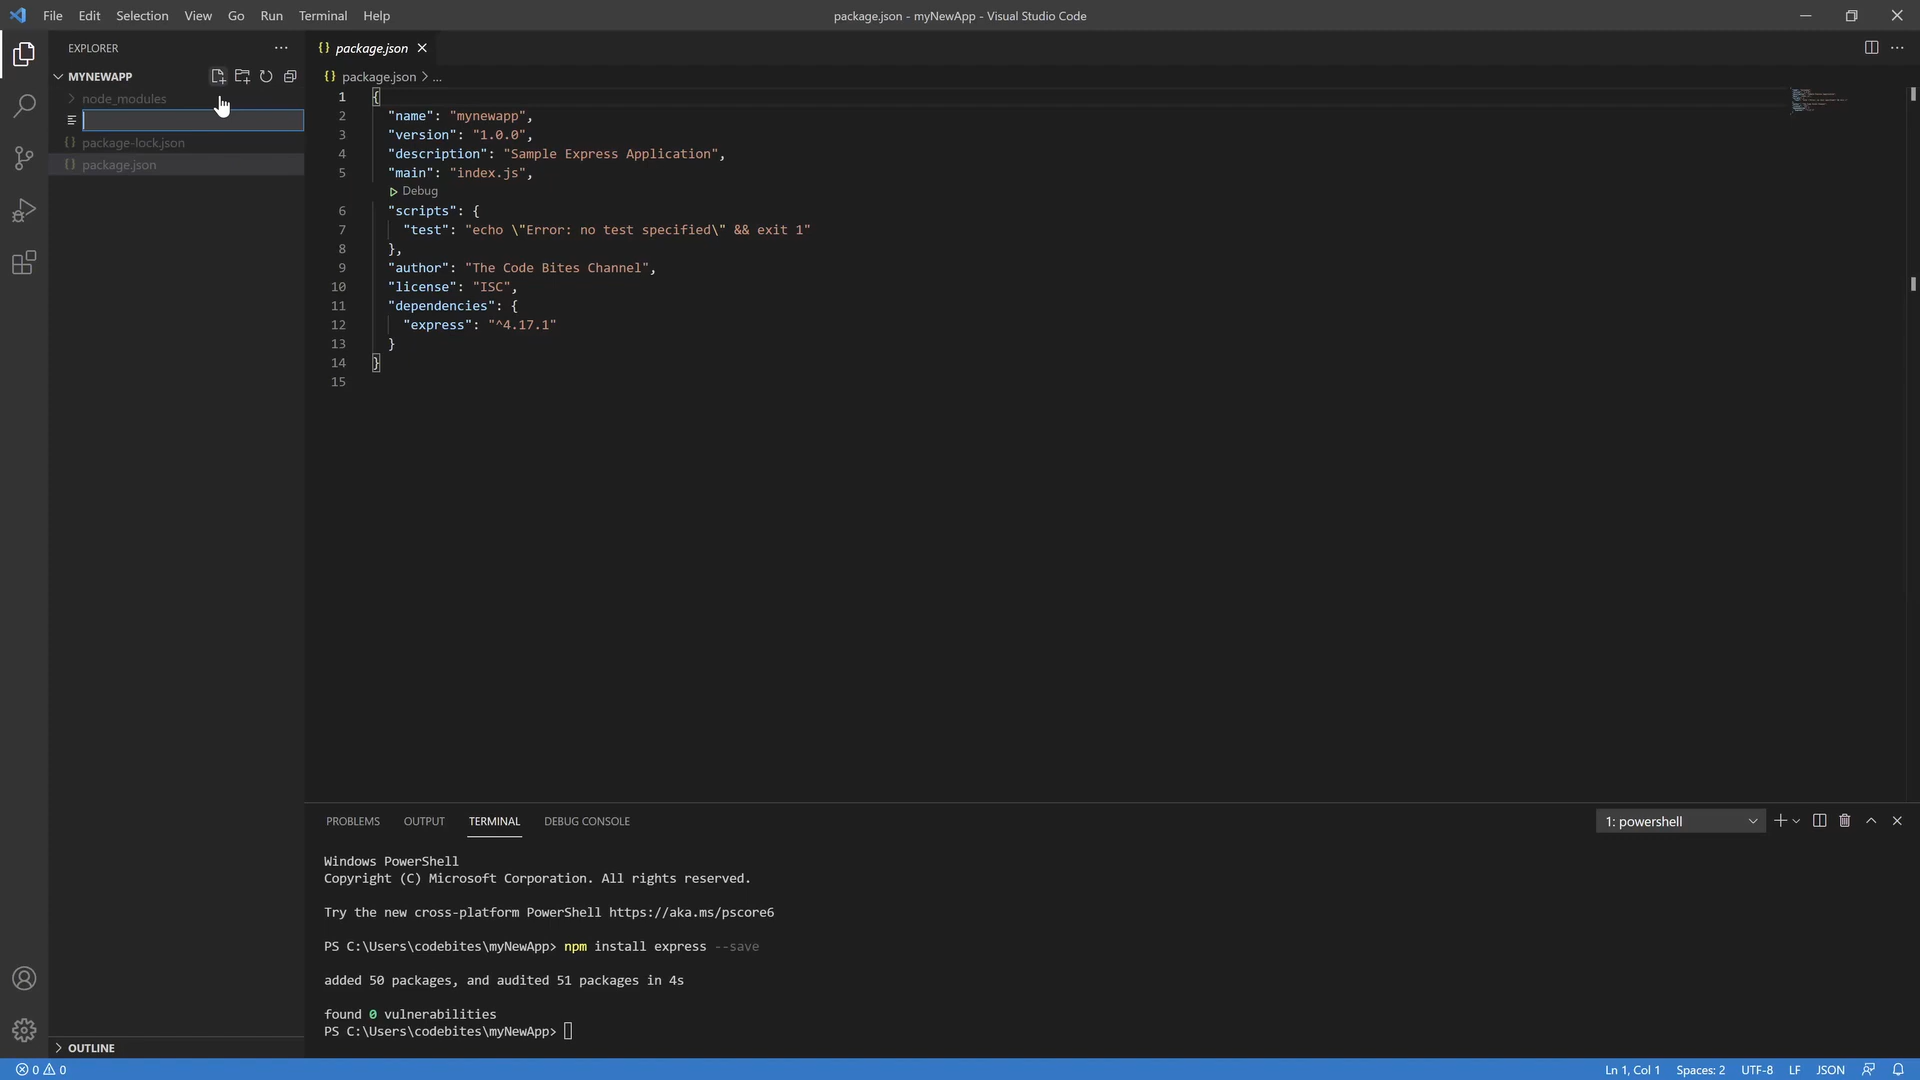 File Edit Selection View Go Run Terminal Help
package.json - myNewApp - Visual Studio Code
EXPLORER
MYNEWAPP
node_modules
package-lock.json
package.json
package.json
package.json > ...
1 {
2 "name": "mynewapp",
3 "version": "1.0.0",
4 "description": "Sample Express Application",
5 "main": "index.js",
Debug
6 "scripts": {
7 "test": "echo \"Error: no test specified\" && exit 1"
8 },
9 "author": "The Code Bites Channel",
10 "license": "ISC",
11 "dependencies": {
12 "express": "^4.17.1"
13 }
14 }
15
PROBLEMS OUTPUT TERMINAL DEBUG CONSOLE
1: powershell
Windows PowerShell
Copyright (C) Microsoft Corporation. All rights reserved.
Try the new cross-platform PowerShell https://aka.ms/pscore6
PS C:\Users\codebites\myNewApp> npm install express --save
added 50 packages, and audited 51 packages in 4s
found 0 vulnerabilities
PS C:\Users\codebites\myNewApp>
OUTLINE
0 0
Ln 1, Col 1 Spaces: 2 UTF-8 LF JSON